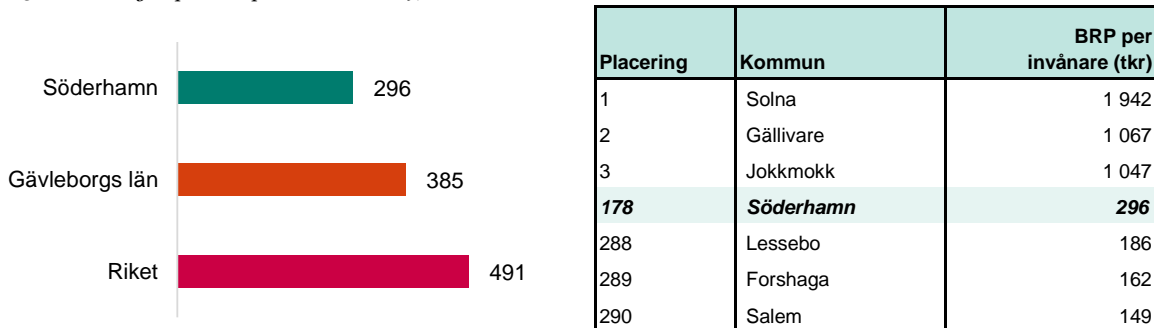 Söderhamn 296
Gävleborgs län 385
Riket 491
BRP per
Placering Kommun invånare (tkr)
1 Solna 1 942
2 Gällivare 1 067
3 Jokkmokk 1 047
178 Söderhamn 296
288 Lessebo 186
289 Forshaga 162
290 Salem 149